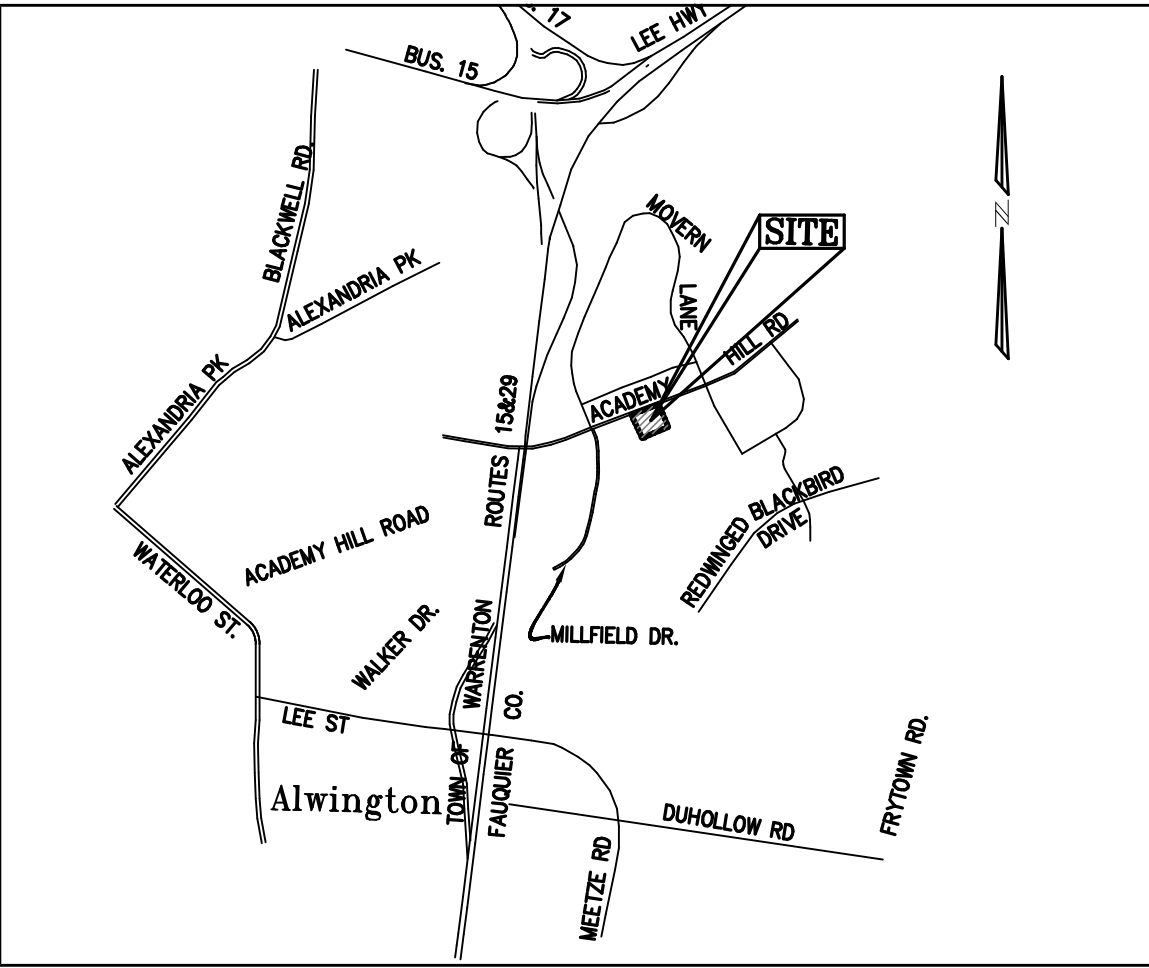 . 17
LEE HWY
BUS. 15
BLACKWELL RD.
MOVERN
LANE
SITE
N
ALEXANDRIA PK
HILL RD
ALEXANDRIA PK
ACADEMY
ROUTES 15&29
REDWINGED BLACKBIRD
DRIVE
ACADEMY HILL ROAD
WATERLOO ST.
WALKER DR.
MILLFIELD DR.
TOWN OF WARRENTON
FAUQUIER CO.
LEE ST
Alwington
DUHOLLOW RD
FRYTOWN RD.
MEETZE RD